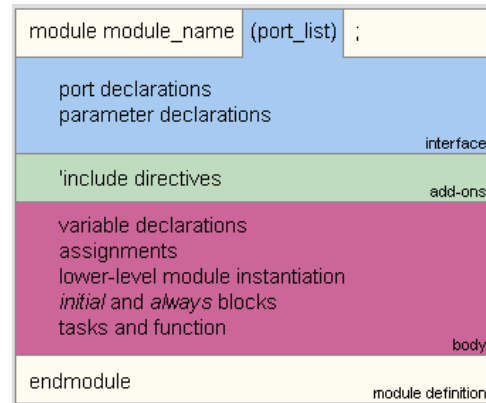 module module_name (port_list) ;
port declarations
parameter declarations
interface
'include directives
add-ons
variable declarations
assignments
lower-level module instantiation
initial and always blocks
tasks and function
body
endmodule
module definition